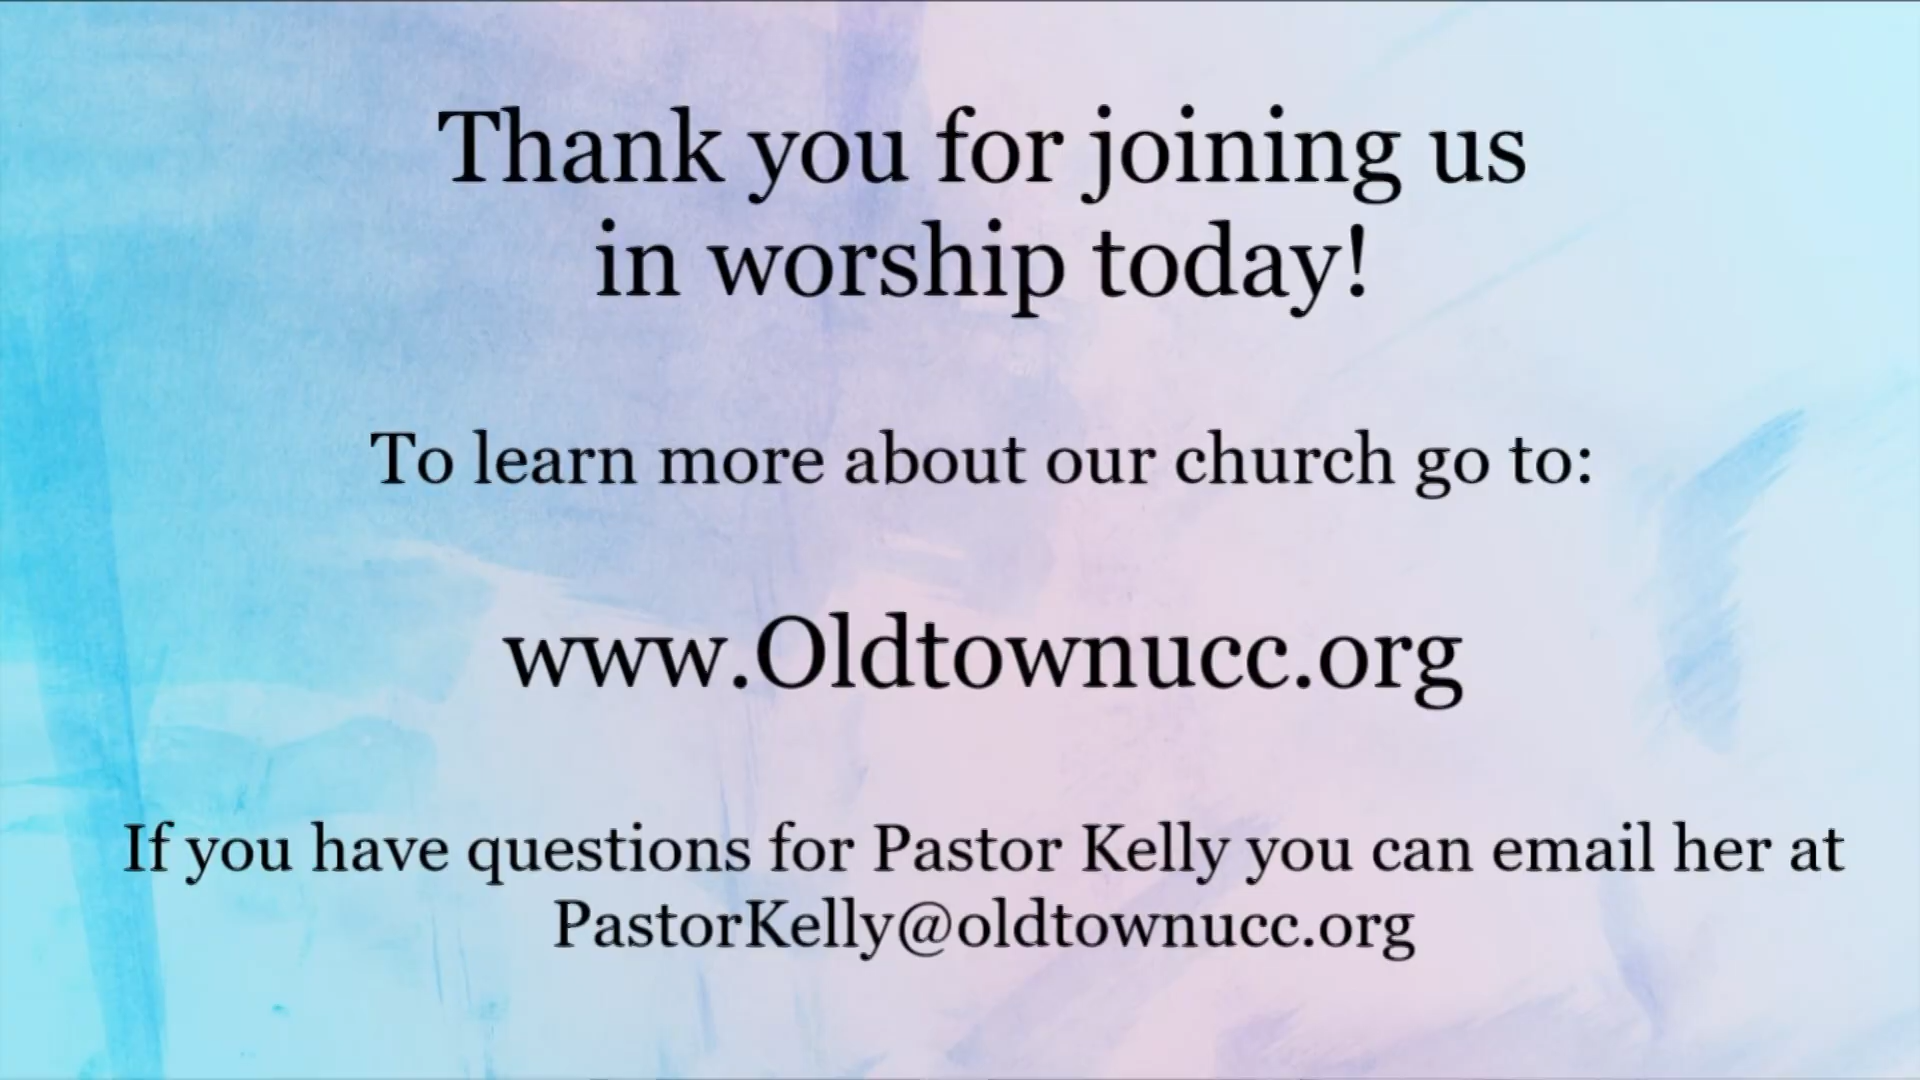 Thank you for joining us
in worship today!
To learn more about our church go to:
www.Oldtownucc.org
If you have questions for Pastor Kelly you can email her at
PastorKelly@oldtownucc.org